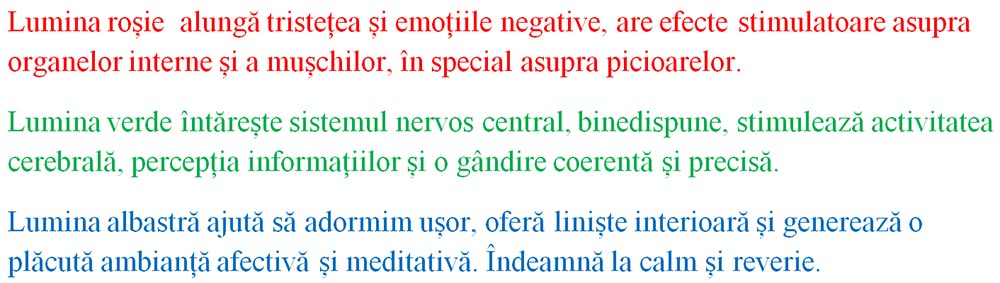 Lumina roșie  alungă tristețea și emoțiile negative, are efecte stimulatoare asupra
organelor interne și a mușchilor, în special asupra picioarelor.
Lumina verde întărește sistemul nervos central, binedispune, stimulează activitatea
cerebrală, percepția informațiilor și o gândire coerentă și precisă.
Lumina albastră ajută să adormim ușor, oferă liniște interioară și generează o
plăcută ambianță afectivă și meditativă. Îndeamnă la calm și reverie.